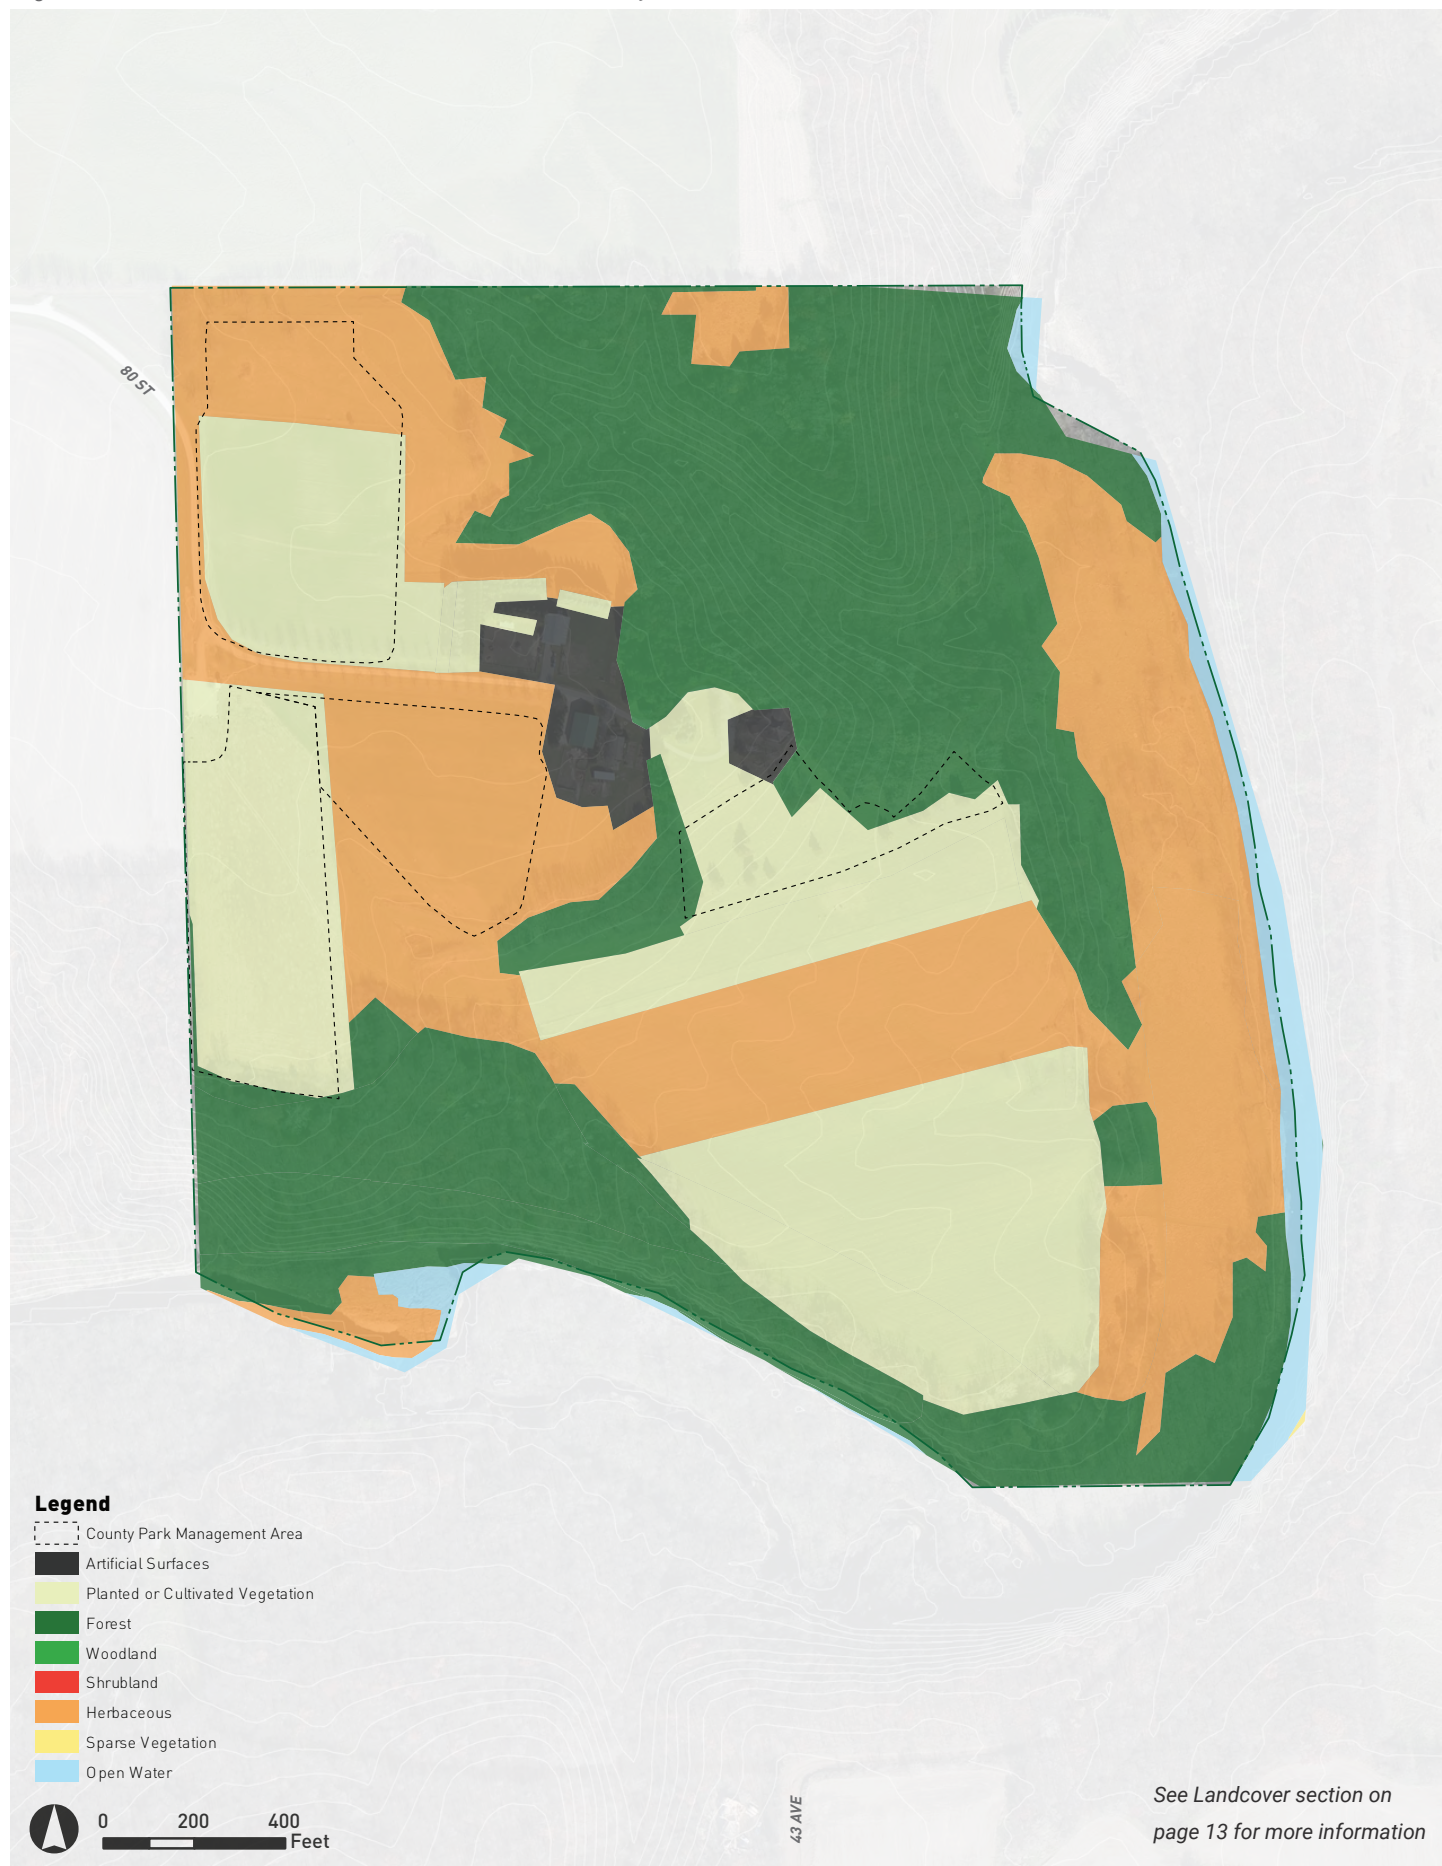 80 ST
Legend
County Park Management Area
Artificial Surfaces
Planted or Cultivated Vegetation
Forest
Woodland
Shrubland
Herbaceous
Sparse Vegetation
Open Water
0 200 400
Feet
43 AVE
See Landcover section on
page 13 for more information